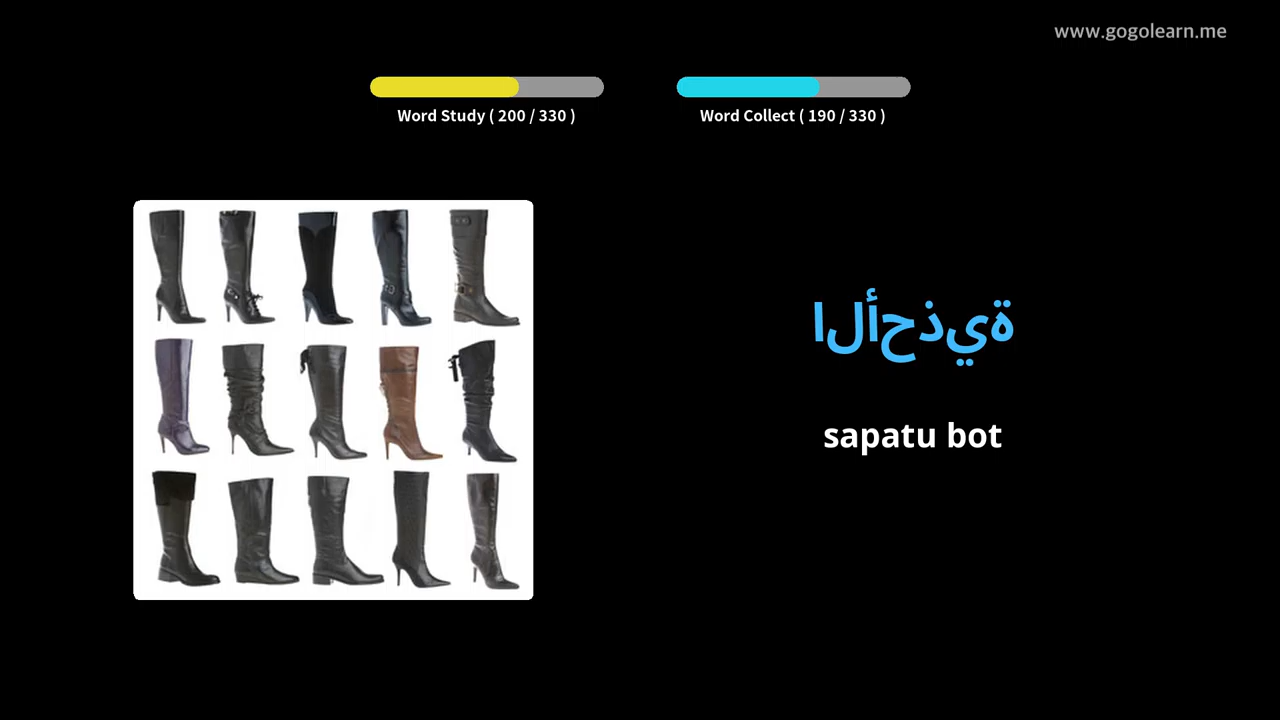 www.gogolearn.me
Word Study ( 200 / 330 )
Word Collect ( 190 / 330 )
الأحذية
sapatu bot